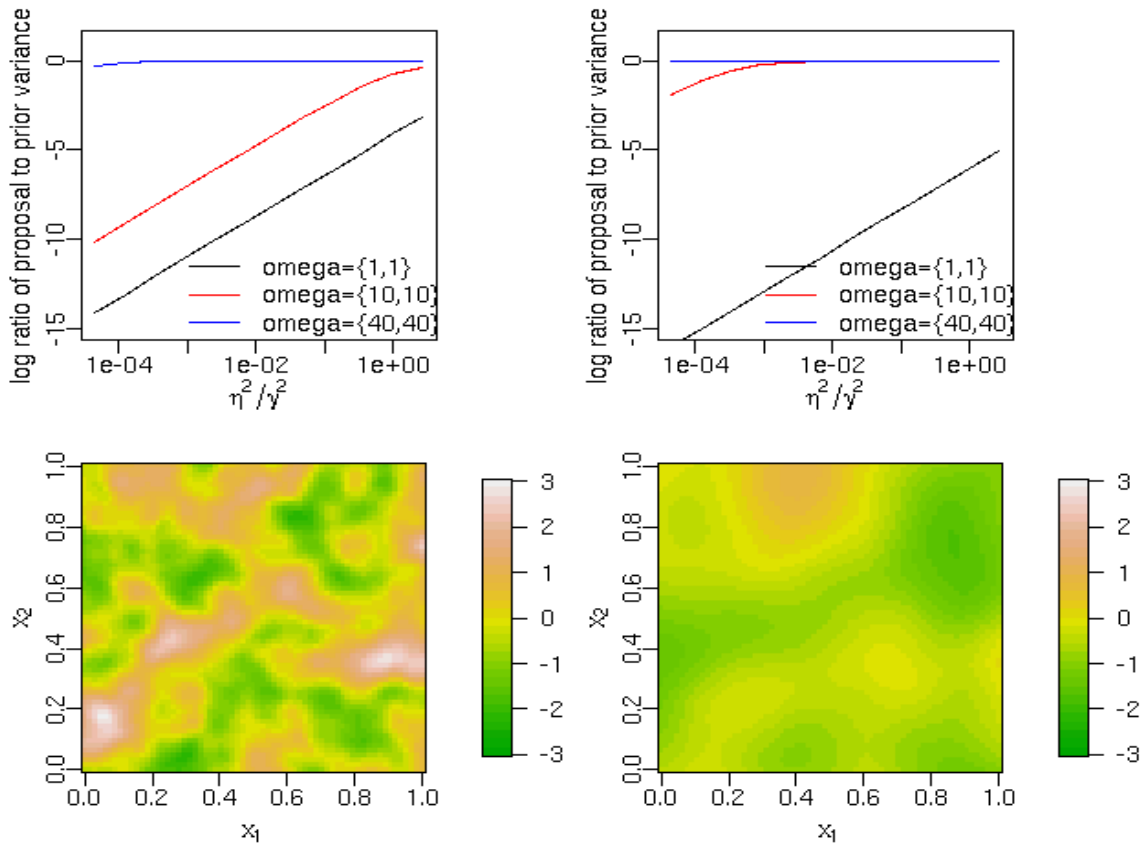 log ratio of proposal to prior variance
0
-5
-10
-15
omega={1,1}
omega={10,10}
omega={40,40}
1e-04
1e-02
1e+00
η^2/γ^2
log ratio of proposal to prior variance
0
-5
-10
-15
omega={1,1}
omega={10,10}
omega={40,40}
1e-04
1e-02
1e+00
η^2/γ^2
x₂
1.0
0.8
0.6
0.4
0.2
0.0
0.0 0.2 0.4 0.6 0.8 1.0
x₁
3
2
1
0
-1
-2
-3
x₂
1.0
0.8
0.6
0.4
0.2
0.0
0.0 0.2 0.4 0.6 0.8 1.0
x₁
3
2
1
0
-1
-2
-3